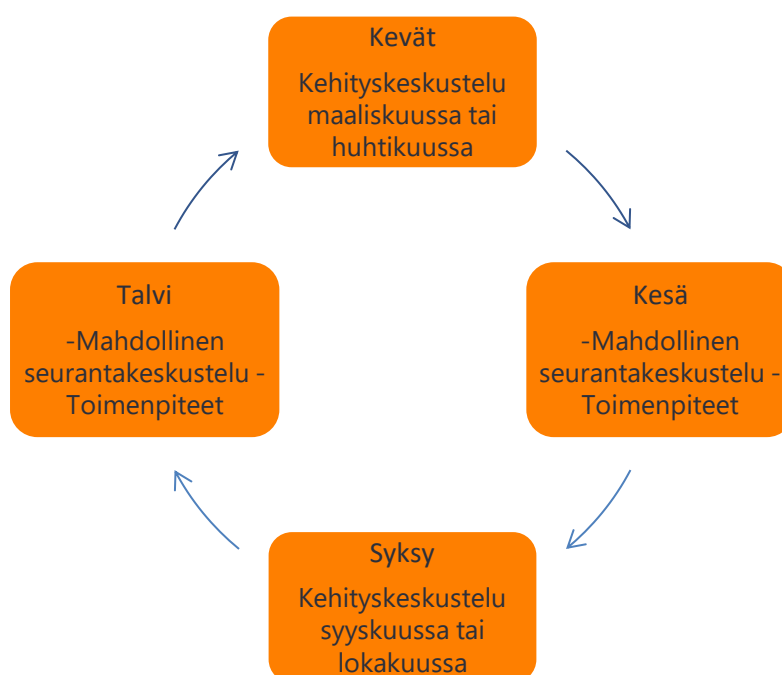 Kevät
Kehityskeskustelu
maaliskuussa tai
huhtikuussa
Talvi
-Mahdollinen
seurantakeskustelu -
Toimenpiteet
Kesä
-Mahdollinen
seurantakeskustelu -
Toimenpiteet
Syksy
Kehityskeskustelu
syyskuussa tai
lokakuussa